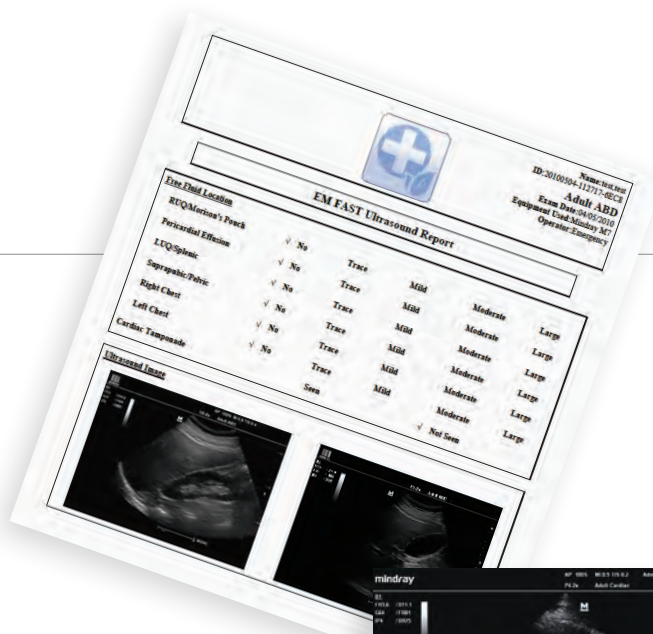 Name:test,test
ID:20100504-112717-6EC8
Adult ABD
Exam Date:04/05/2010
Equipment Used:Mindray M7
Operator:Emergency
EM FAST Ultrasound Report
Free Fluid Location
RUQ/Morison's Pouch √ No Trace Mild Moderate Large
Pericardial Effusion √ No Trace Mild Moderate Large
LUQ/Splenic √ No Trace Mild Moderate Large
Suprapubic/Pelvic √ No Trace Mild Moderate Large
Right Chest √ No Trace Mild Moderate Large
Left Chest √ No Trace Mild Moderate Large
Cardiac Tamponade Seen √ Not Seen
Ultrasound Image
M
M
mindray
P4.2s Adult Cardiac
M